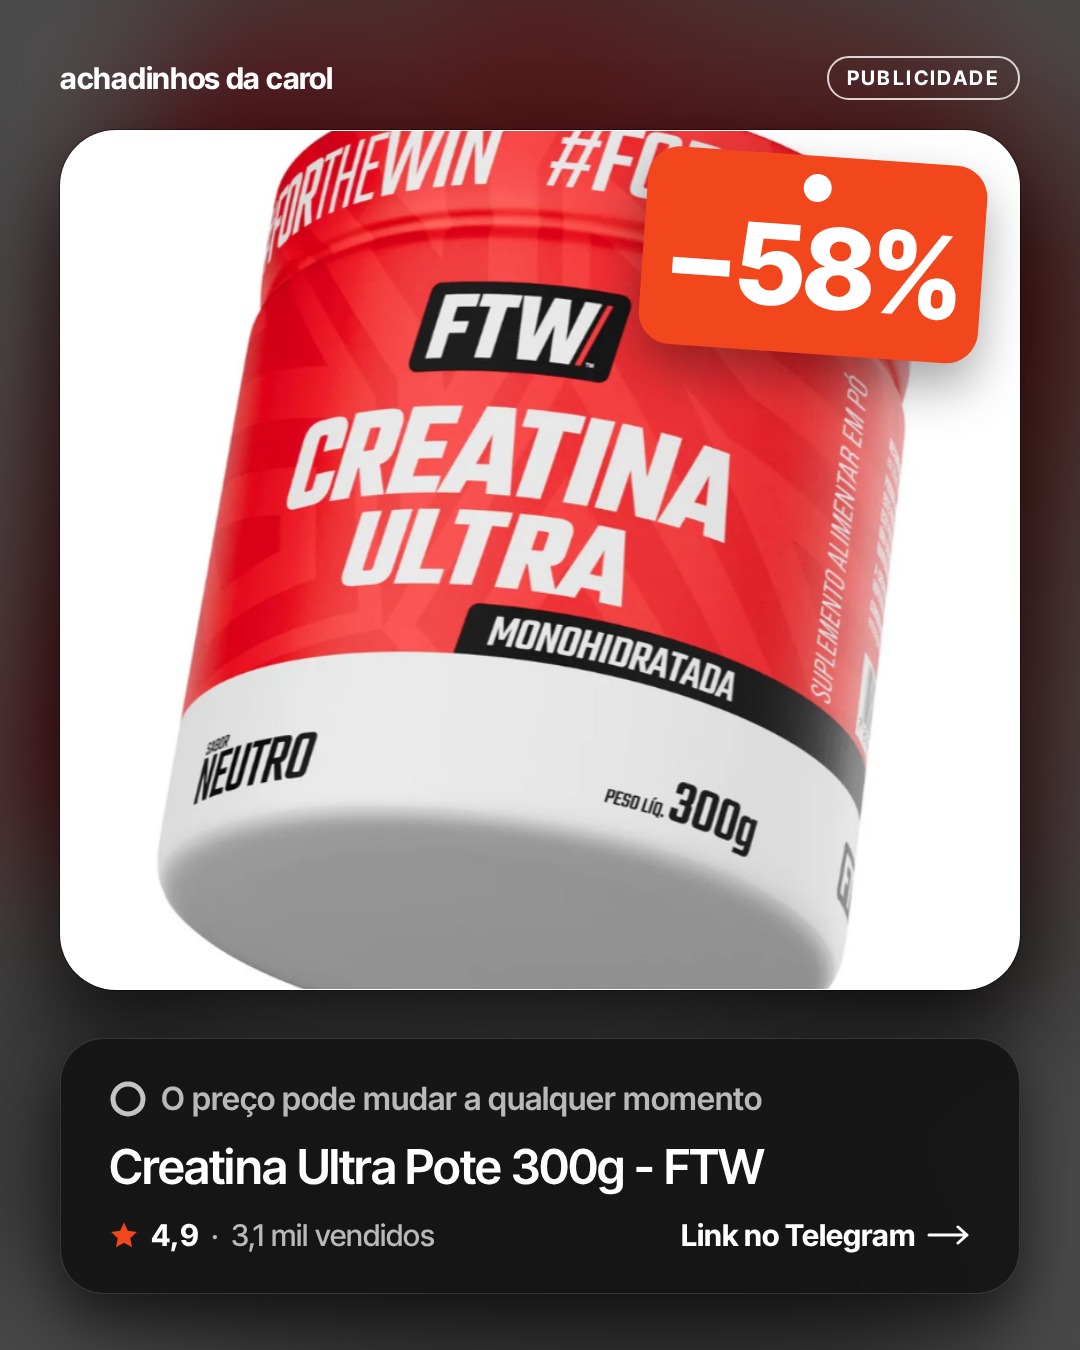 achadinhos da carol
PUBLICIDADE
#FORTHEWIN
−58%
FTW
™
CREATINA
ULTRA
MONOHIDRATADA
SUPLEMENTO ALIMENTAR EM PÓ
SABOR
NEUTRO
PESO LÍQ. 300g
O preço pode mudar a qualquer momento
Creatina Ultra Pote 300g - FTW
4,9 · 3,1 mil vendidos
Link no Telegram →